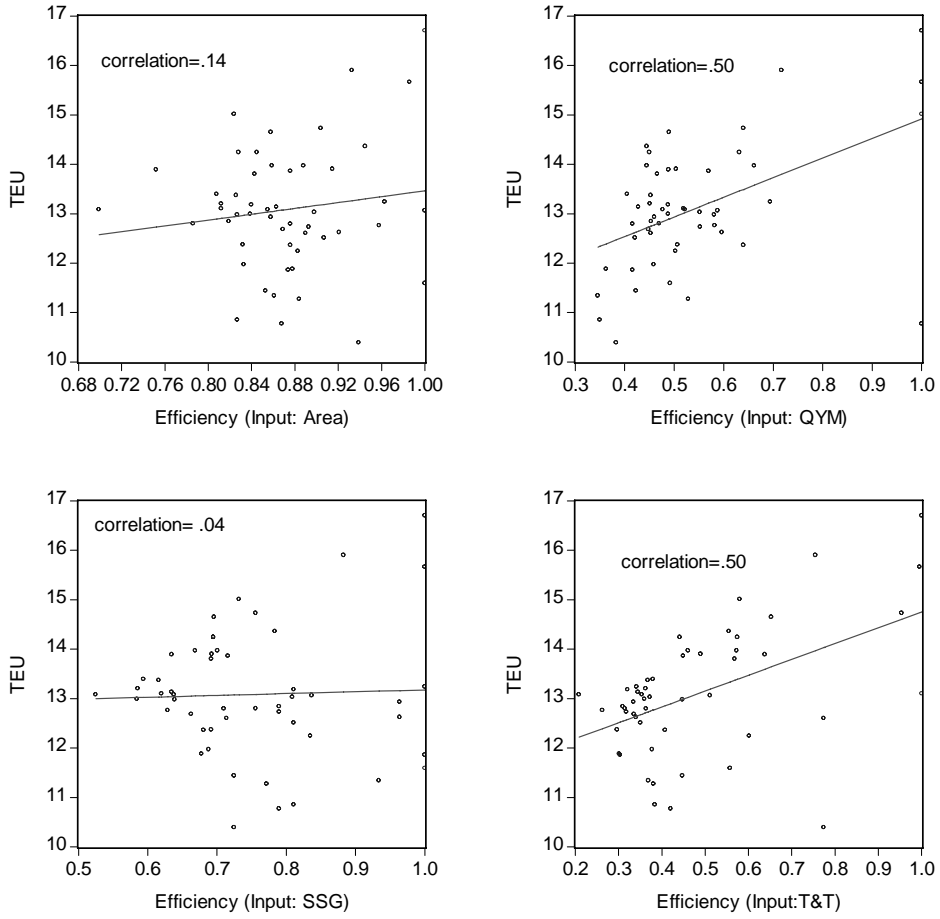 17
16
15
14
13
12
11
10
TEU
correlation=.14
0.68 0.72 0.76 0.80 0.84 0.88 0.92 0.96 1.00
Efficiency (Input: Area)
17
16
15
14
13
12
11
10
TEU
correlation=.50
0.3 0.4 0.5 0.6 0.7 0.8 0.9 1.0
Efficiency (Input: QYM)
17
16
15
14
13
12
11
10
TEU
correlation= .04
0.5 0.6 0.7 0.8 0.9 1.0
Efficiency (Input: SSG)
17
16
15
14
13
12
11
10
TEU
correlation=.50
0.2 0.3 0.4 0.5 0.6 0.7 0.8 0.9 1.0
Efficiency (Input:T&T)